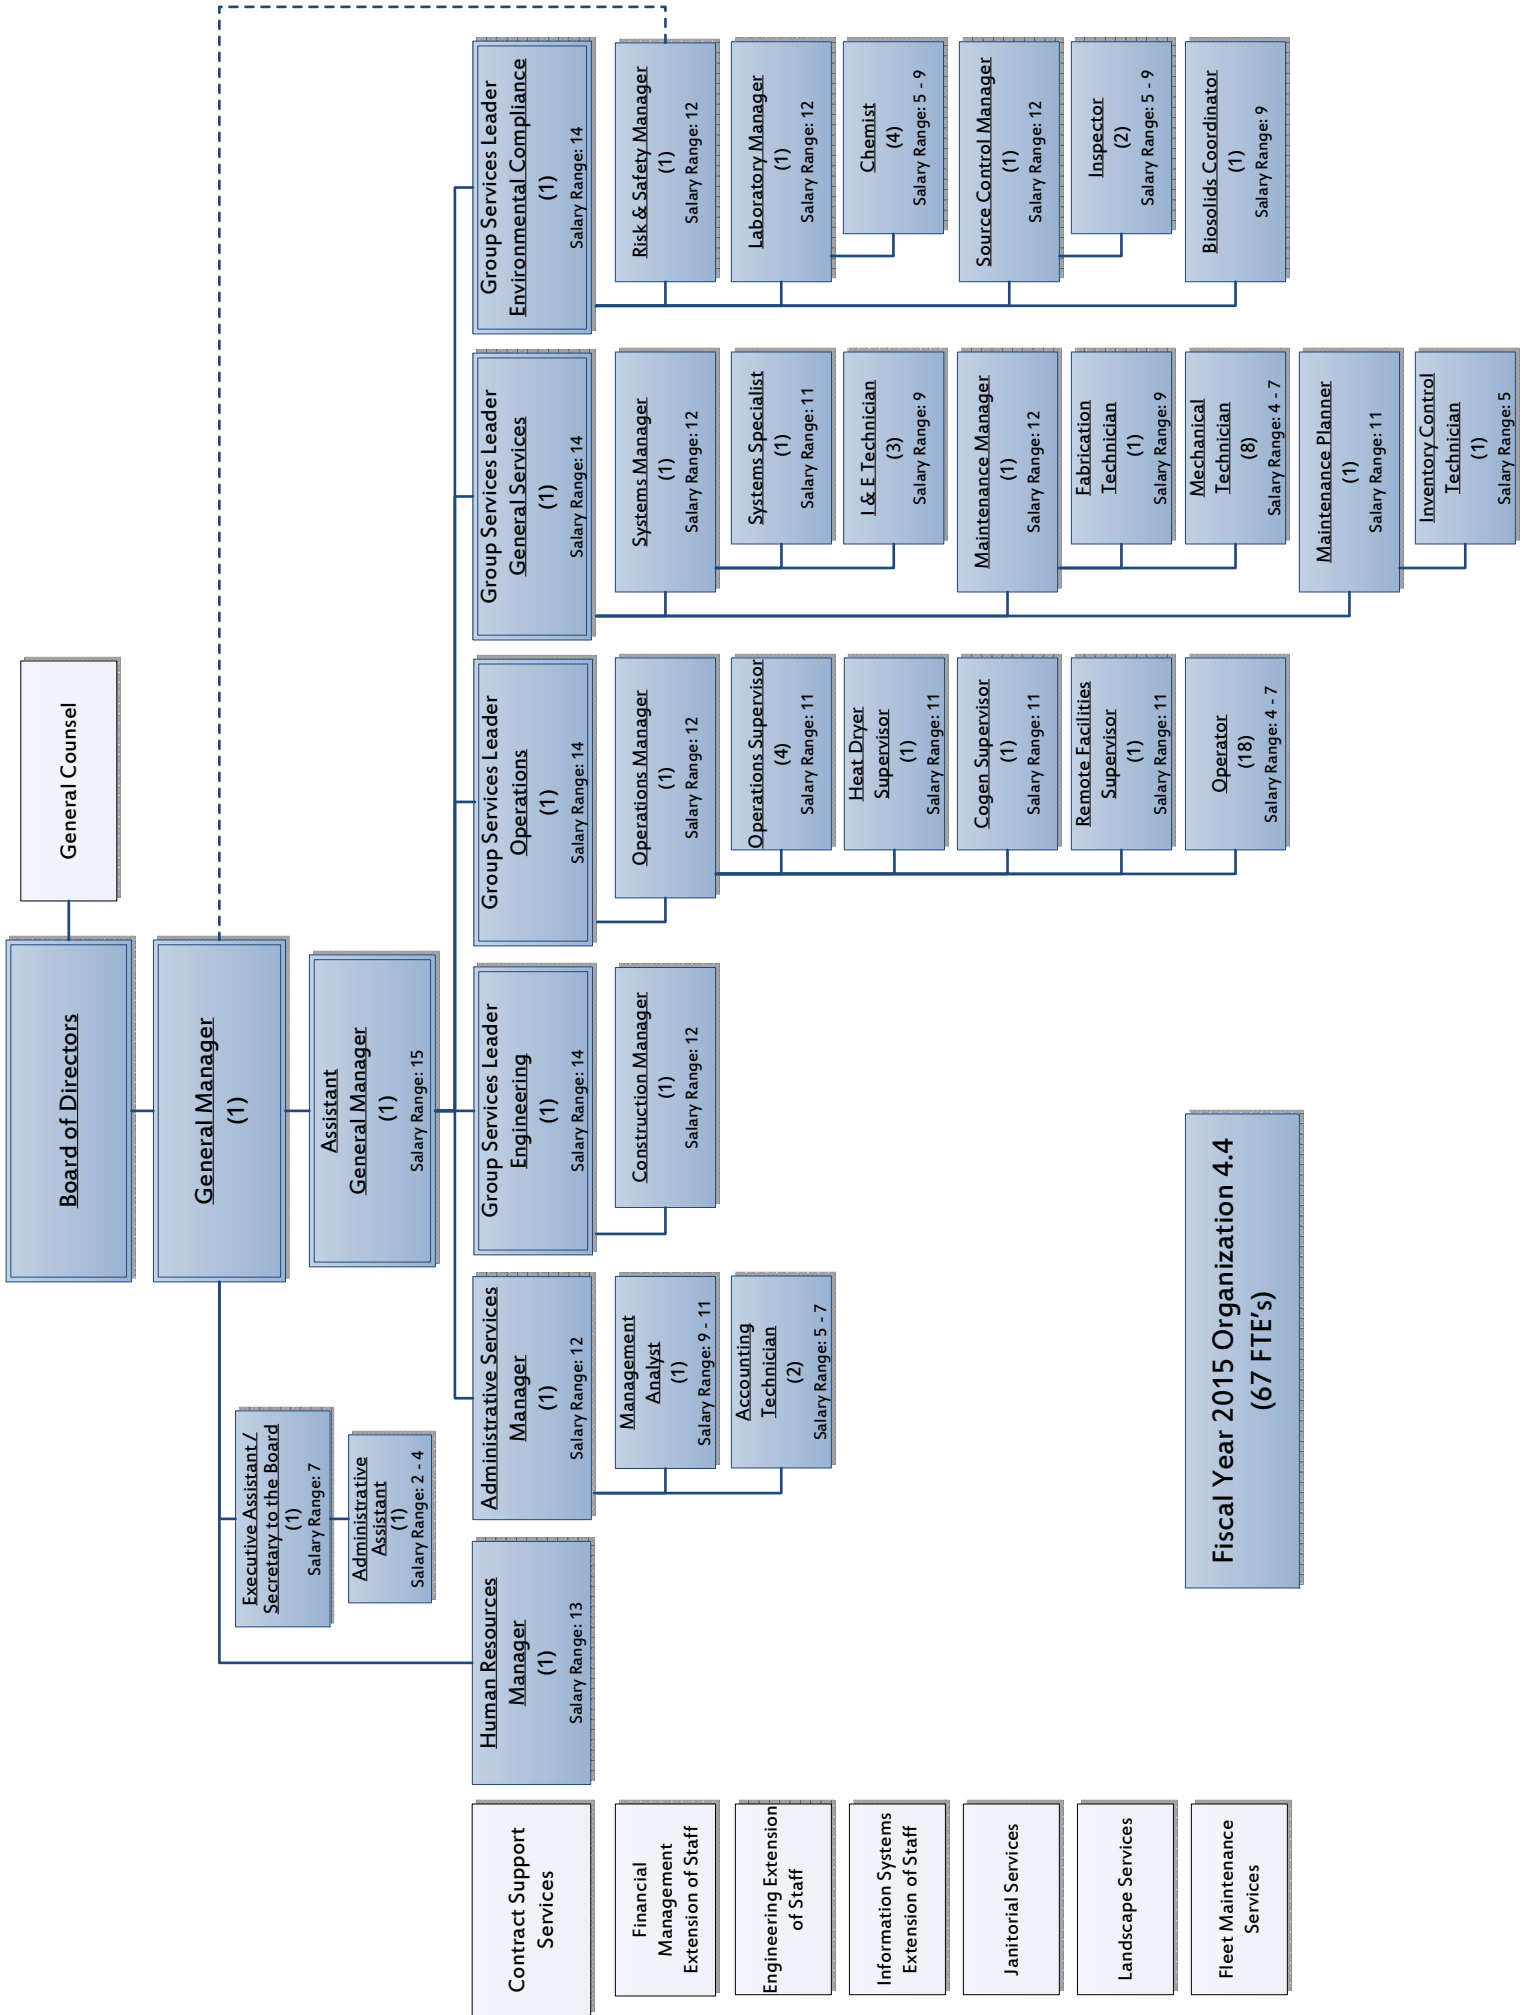 Board of Directors
General Counsel
General Manager
(1)
Executive Assistant /
Secretary to the Board
(1)
Salary Range: 7
Administrative
Assistant
(1)
Salary Range: 2 - 4
Assistant
General Manager
(1)
Salary Range: 15
Contract Support
Services
Financial
Management
Extension of Staff
Engineering Extension
of Staff
Information Systems
Extension of Staff
Janitorial Services
Landscape Services
Fleet Maintenance
Services
Human Resources
Manager
(1)
Salary Range: 13
Administrative Services
Manager
(1)
Salary Range: 12
Management
Analyst
(1)
Salary Range: 9 - 11
Accounting
Technician
(2)
Salary Range: 5 - 7
Group Services Leader
Engineering
(1)
Salary Range: 14
Construction Manager
(1)
Salary Range: 12
Group Services Leader
Operations
(1)
Salary Range: 14
Operations Manager
(1)
Salary Range: 12
Operations Supervisor
(4)
Salary Range: 11
Heat Dryer
Supervisor
(1)
Salary Range: 11
Cogen Supervisor
(1)
Salary Range: 11
Remote Facilities
Supervisor
(1)
Salary Range: 11
Operator
(18)
Salary Range: 4 - 7
Group Services Leader
General Services
(1)
Salary Range: 14
Systems Manager
(1)
Salary Range: 12
Systems Specialist
(1)
Salary Range: 11
I & E Technician
(3)
Salary Range: 9
Maintenance Manager
(1)
Salary Range: 12
Fabrication
Technician
(1)
Salary Range: 9
Mechanical
Technician
(8)
Salary Range: 4 - 7
Maintenance Planner
(1)
Salary Range: 11
Inventory Control
Technician
(1)
Salary Range: 5
Group Services Leader
Environmental Compliance
(1)
Salary Range: 14
Risk & Safety Manager
(1)
Salary Range: 12
Laboratory Manager
(1)
Salary Range: 12
Chemist
(4)
Salary Range: 5 - 9
Source Control Manager
(1)
Salary Range: 12
Inspector
(2)
Salary Range: 5 - 9
Biosolids Coordinator
(1)
Salary Range: 9
Fiscal Year 2015 Organization 4.4
(67 FTE's)